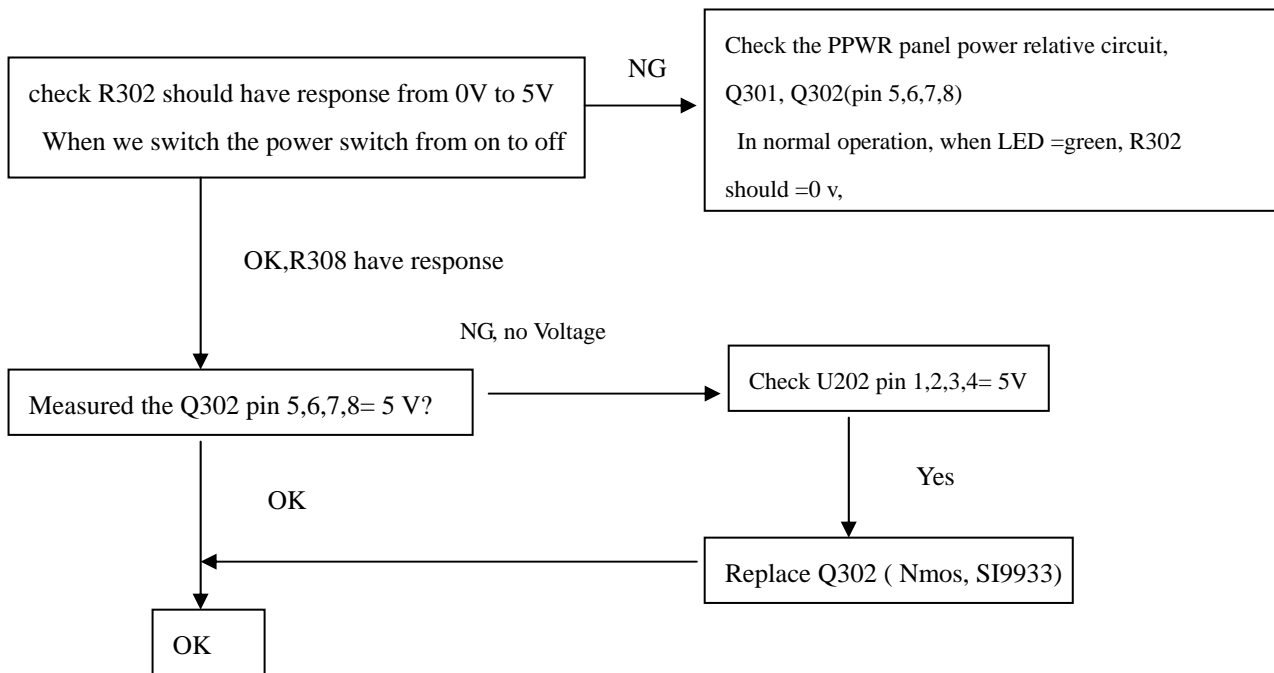 check R302 should have response from 0V to 5V
When we switch the power switch from on to off
NG
Check the PPWR panel power relative circuit,
Q301, Q302(pin 5,6,7,8)
In normal operation, when LED =green, R302
should =0 v,
OK,R308 have response
NG, no Voltage
Measured the Q302 pin 5,6,7,8= 5 V?
Check U202 pin 1,2,3,4= 5V
OK
Yes
Replace Q302 ( Nmos, SI9933)
OK